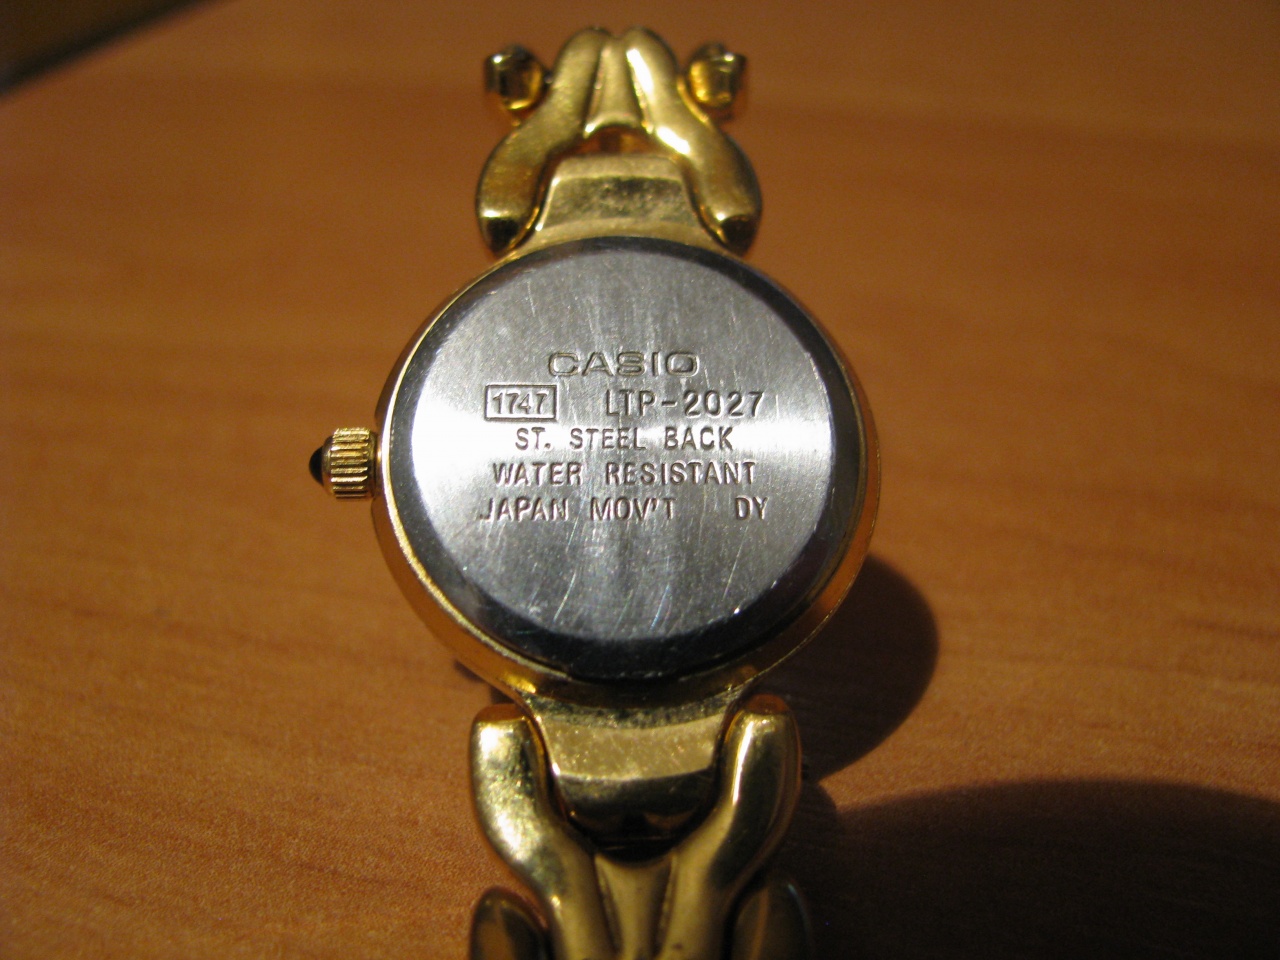 CASIO
1747 LTP-2027
ST. STEEL BACK
WATER RESISTANT
JAPAN MOV'T DY